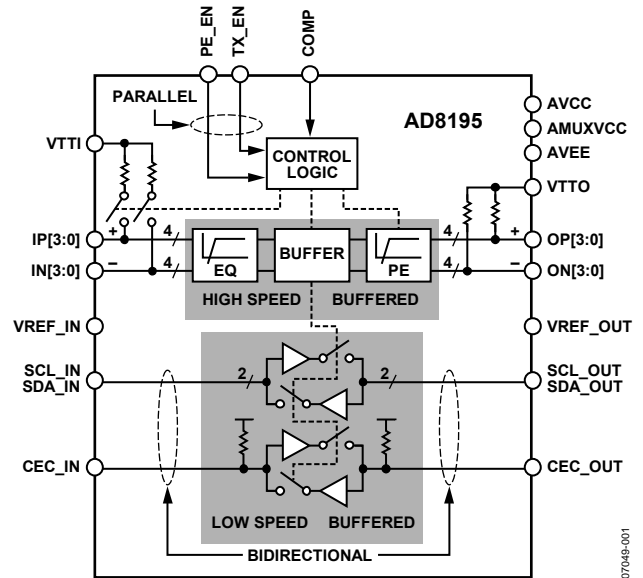 PE_EN
TX_EN
COMP
PARALLEL
AD8195
AVCC
AMUXVCC
AVEE
VTTI
CONTROL
LOGIC
VTTO
IP[3:0]
+
4
EQ
BUFFER
PE
4
+
OP[3:0]
IN[3:0]
−
4
4
−
ON[3:0]
HIGH SPEED
BUFFERED
VREF_IN
VREF_OUT
SCL_IN
SDA_IN
2
2
SCL_OUT
SDA_OUT
CEC_IN
CEC_OUT
LOW SPEED
BUFFERED
BIDIRECTIONAL
07049-001